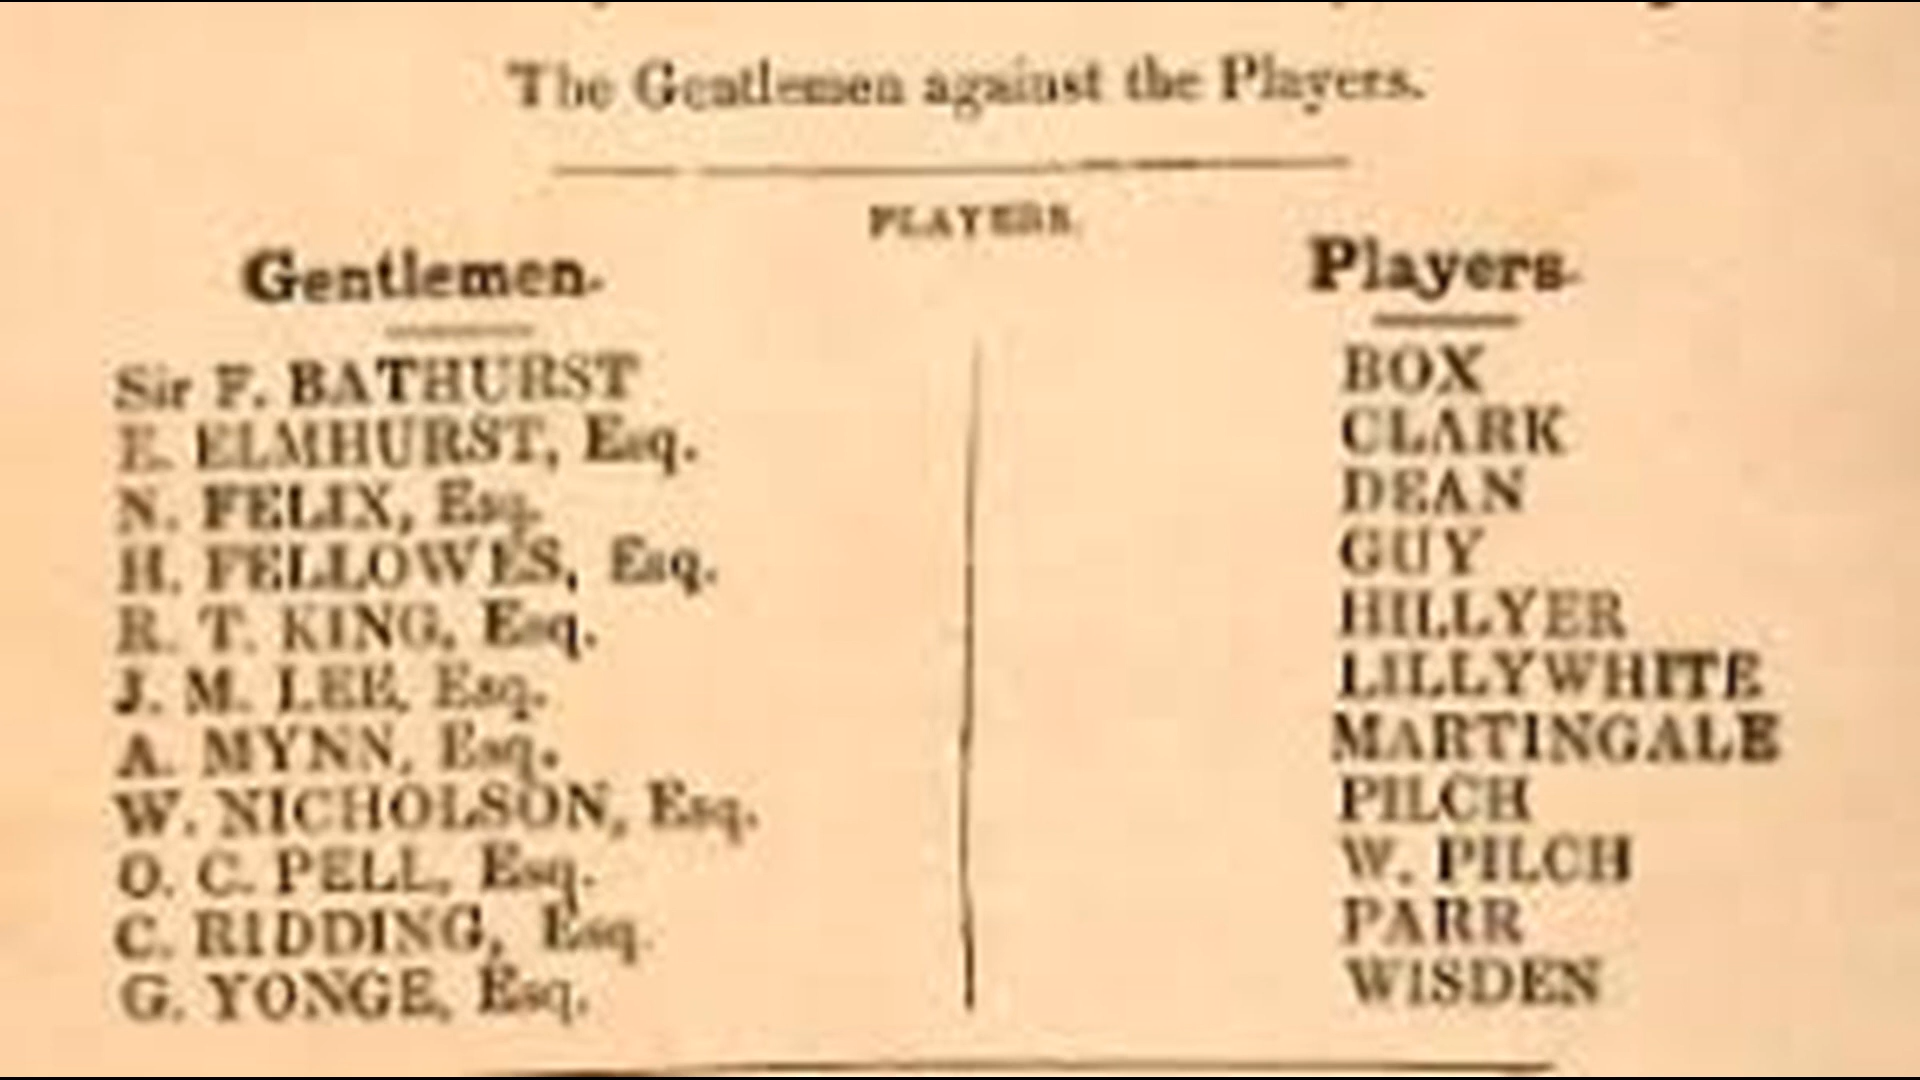 The Gentlemen against the Players.
PLAYERS.
Gentlemen.
Sir F. BATHURST
E. ELMHURST, Esq.
N. FELIX, Esq.
H. FELLOWES, Esq.
R. T. KING, Esq.
J. M. LEE, Esq.
A. MYNN, Esq.
W. NICHOLSON, Esq.
O. C. PELL, Esq.
C. RIDDING, Esq.
G. YONGE, Esq.
Players.
BOX
CLARK
DEAN
GUY
HILLYER
LILLYWHITE
MARTINGALE
PILCH
W. PILCH
PARR
WISDEN